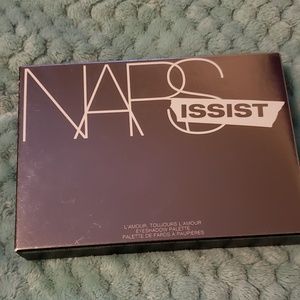 NARS
ISSIST
L'AMOUR, TOUJOURS L'AMOUR
EYESHADOW PALETTE
PALETTE DE FARDS À PAUPIÈRES